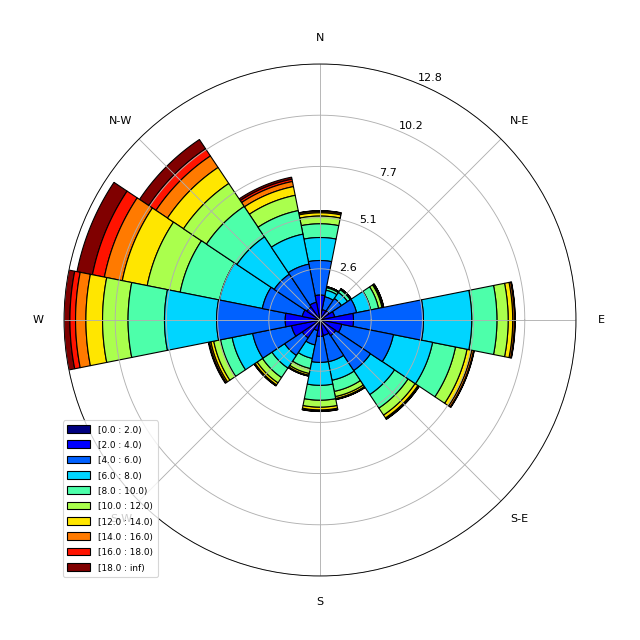 N
12.8
N-W
N-E
10.2
7.7
5.1
2.6
W
E
[0.0 : 2.0)
[2.0 : 4.0)
[4.0 : 6.0)
[6.0 : 8.0)
[8.0 : 10.0)
[10.0 : 12.0)
[12.0 : 14.0)
[14.0 : 16.0)
[16.0 : 18.0)
[18.0 : inf)
S-W
S-E
S